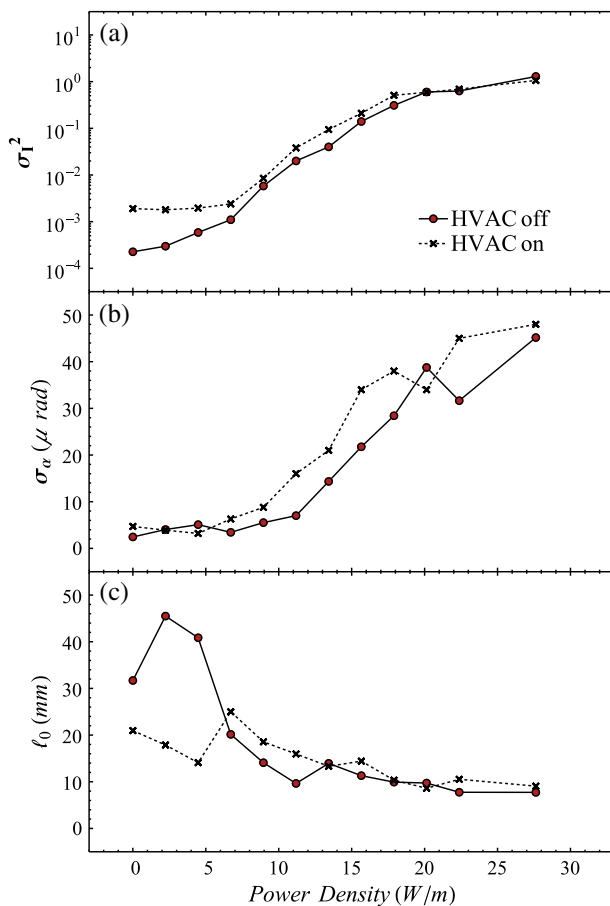 (a)
10¹
10⁰
10⁻¹
10⁻²
10⁻³
10⁻⁴
σ_I²
HVAC off
HVAC on
(b)
50
40
30
20
10
0
σ_α (μ rad)
(c)
50
40
30
20
10
0
ℓ₀ (mm)
0 5 10 15 20 25 30
Power Density (W/m)